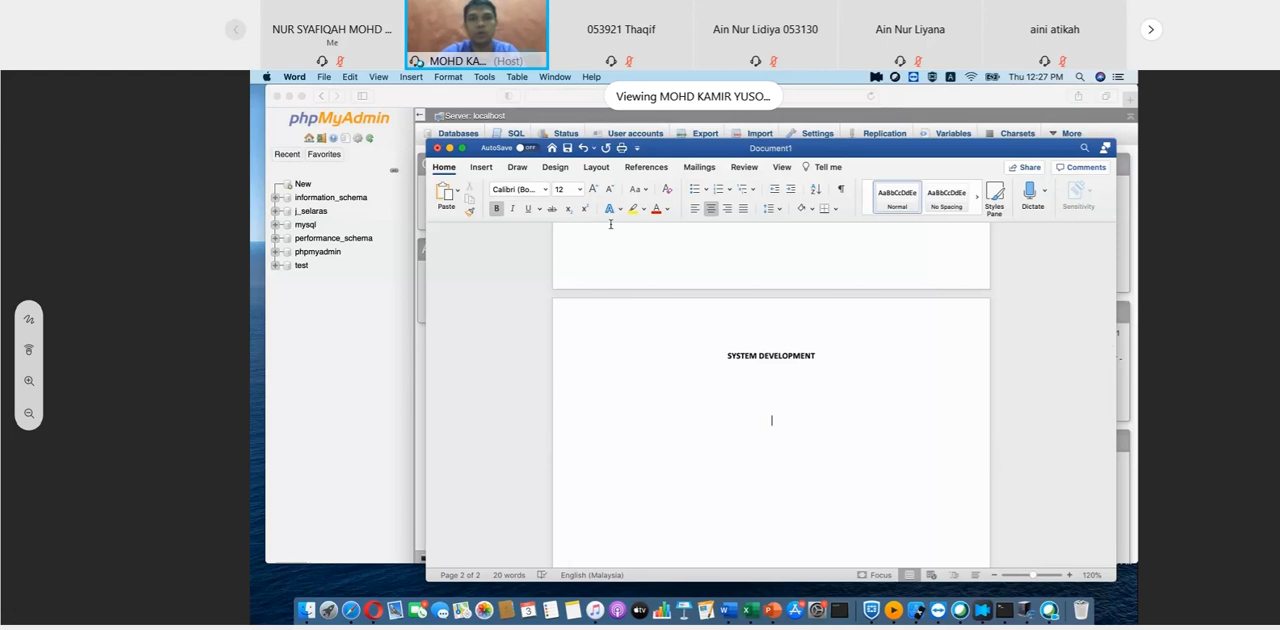 NUR SYAFIQAH MOHD ...
Me
MOHD KA... (Host)
053921 Thaqif
Ain Nur Lidiya 053130
Ain Nur Liyana
aini atikah
Word File Edit View Insert Format Tools Table Window Help
Thu 12:27 PM
Viewing MOHD KAMIR YUSO...
phpMyAdmin
Recent Favorites
New
information_schema
j_selaras
mysql
performance_schema
phpmyadmin
test
Server: localhost
Databases SQL Status User accounts Export Import Settings Replication Variables Charsets More
AutoSave OFF
Document1
Home Insert Draw Design Layout References Mailings Review View Tell me
Share Comments
Paste
Calibri (Bo... 12
AaBbCcDdEe
Normal
AaBbCcDdEe
No Spacing
Styles
Pane
Dictate
Sensitivity
SYSTEM DEVELOPMENT
Page 2 of 2 20 words English (Malaysia)
Focus
120%